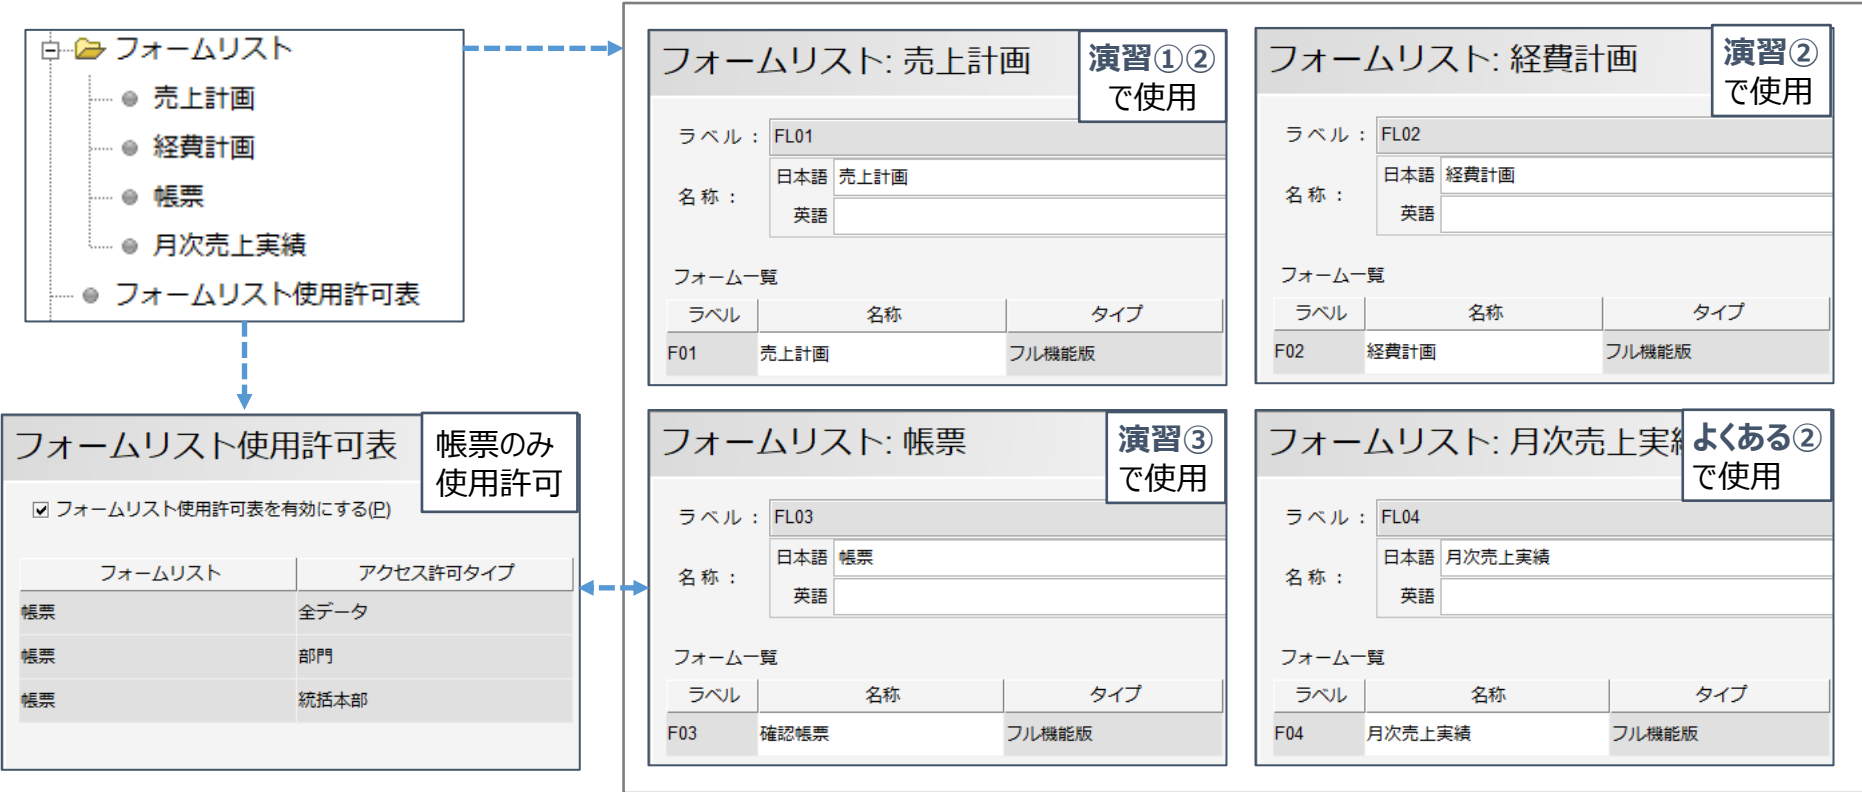 フォームリスト
売上計画
経費計画
帳票
月次売上実績
フォームリスト使用許可表
フォームリスト使用許可表
帳票のみ
使用許可
フォームリスト使用許可表を有効にする(P)
フォームリスト アクセス許可タイプ
帳票 全データ
帳票 部門
帳票 統括本部
フォームリスト: 売上計画
演習①②
で使用
ラベル : FL01
名称 :
日本語 売上計画
英語
フォーム一覧
ラベル 名称 タイプ
F01 売上計画 フル機能版
フォームリスト: 経費計画
演習②
で使用
ラベル : FL02
名称 :
日本語 経費計画
英語
フォーム一覧
ラベル 名称 タイプ
F02 経費計画 フル機能版
フォームリスト: 帳票
演習③
で使用
ラベル : FL03
名称 :
日本語 帳票
英語
フォーム一覧
ラベル 名称 タイプ
F03 確認帳票 フル機能版
フォームリスト: 月次売上実
よくある②
で使用
ラベル : FL04
名称 :
日本語 月次売上実績
英語
フォーム一覧
ラベル 名称 タイプ
F04 月次売上実績 フル機能版